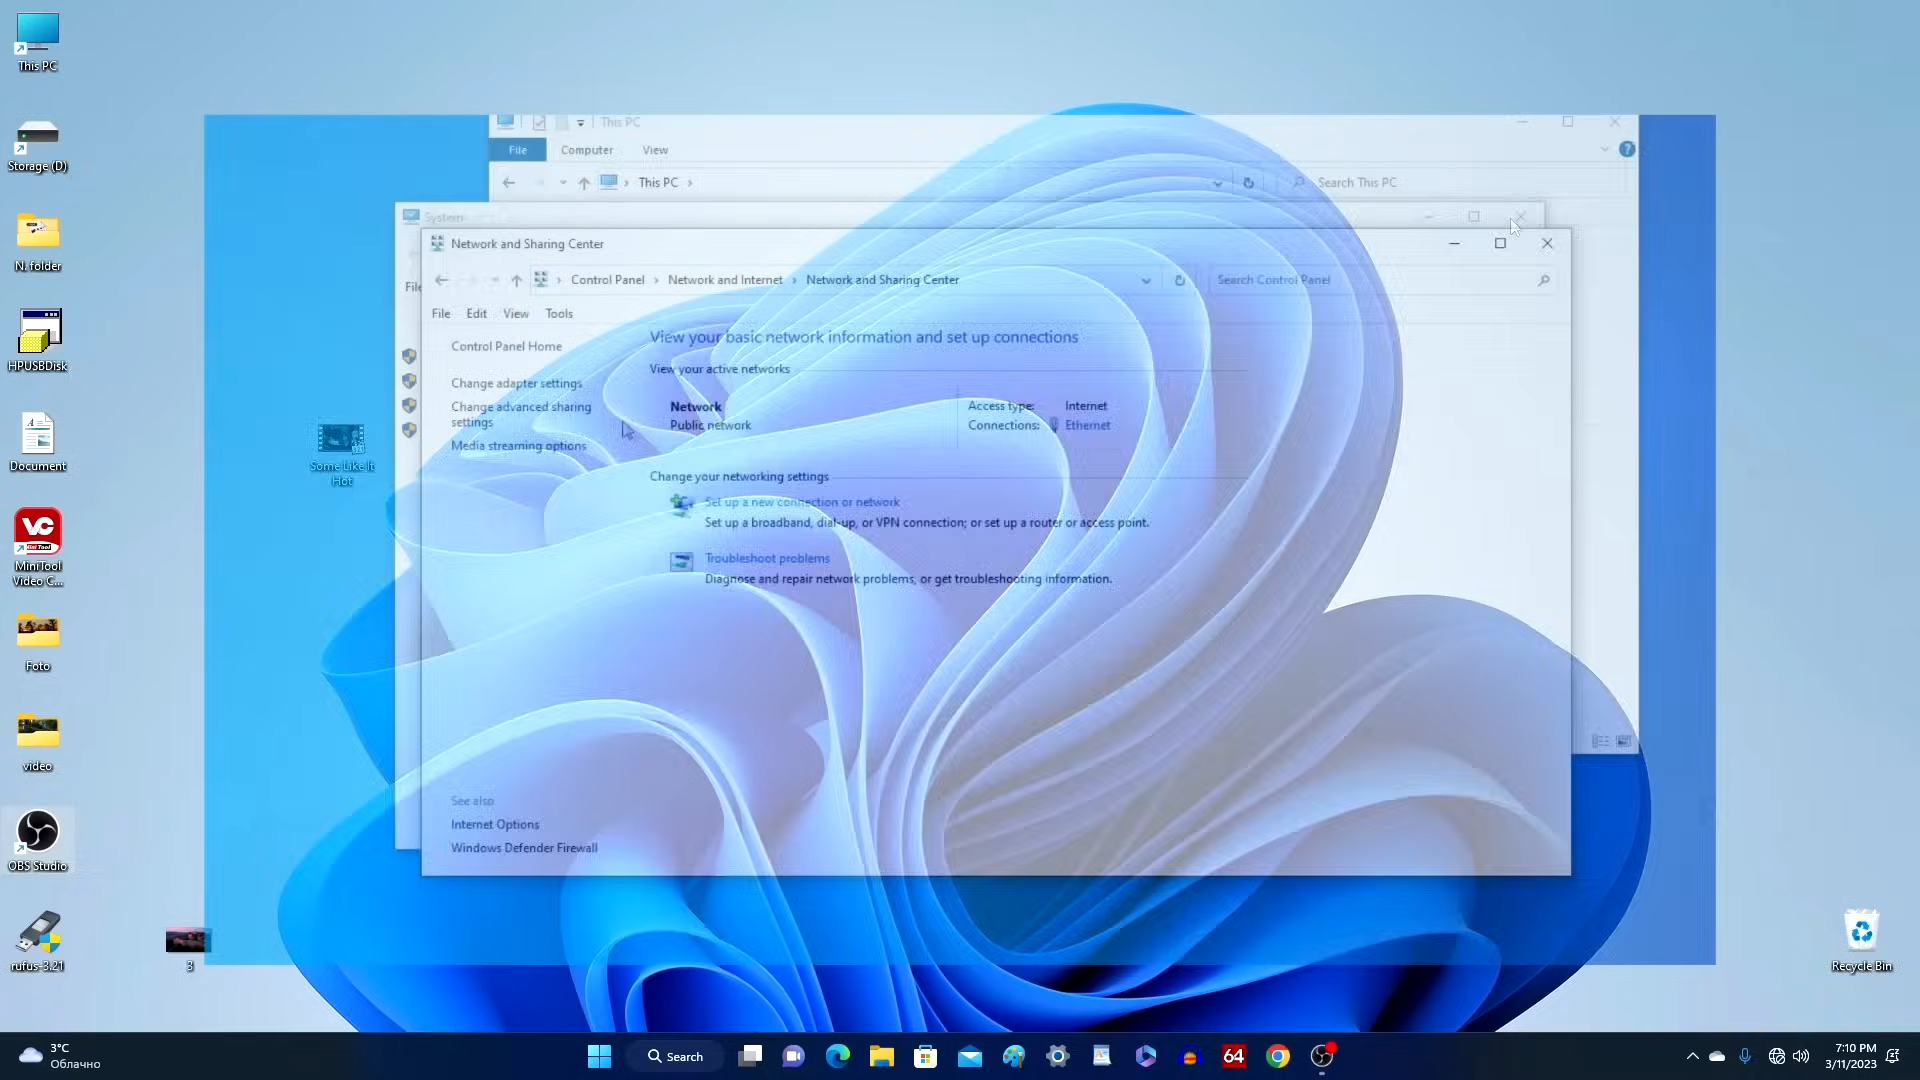 This PC
Storage (D)
N. folder
HPUSBDisk
Document
MiniTool
Video C...
Foto
video
OBS Studio
rufus-3.21
3
Some Like It
Hot
VC
This PC
File
Computer
View
This PC
Search This PC
System
File
Network and Sharing Center
Control Panel > Network and Internet > Network and Sharing Center
Search Control Panel
File Edit View Tools
Control Panel Home
Change adapter settings
Change advanced sharing
settings
Media streaming options
View your basic network information and set up connections
View your active networks
Network
Public network
Access type: Internet
Connections: Ethernet
Change your networking settings
Set up a new connection or network
Set up a broadband, dial-up, or VPN connection; or set up a router or access point.
Troubleshoot problems
Diagnose and repair network problems, or get troubleshooting information.
See also
Internet Options
Windows Defender Firewall
Recycle Bin
3°C
Облачно
Search
64
7:10 PM
3/11/2023